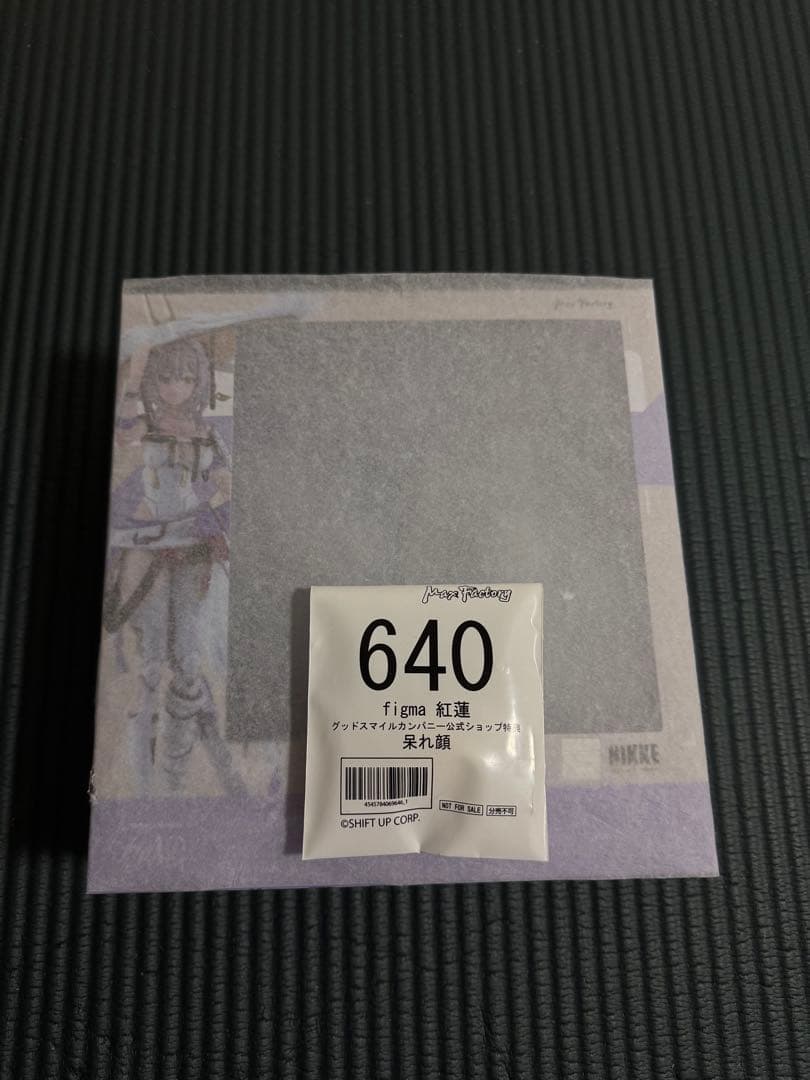 Max Factory
Max Factory
640
figma 紅蓮
グッドスマイルカンパニー公式ショップ特典
呆れ顔
NOT FOR SALE
分売不可
©SHIFT UP CORP.
NIKKE